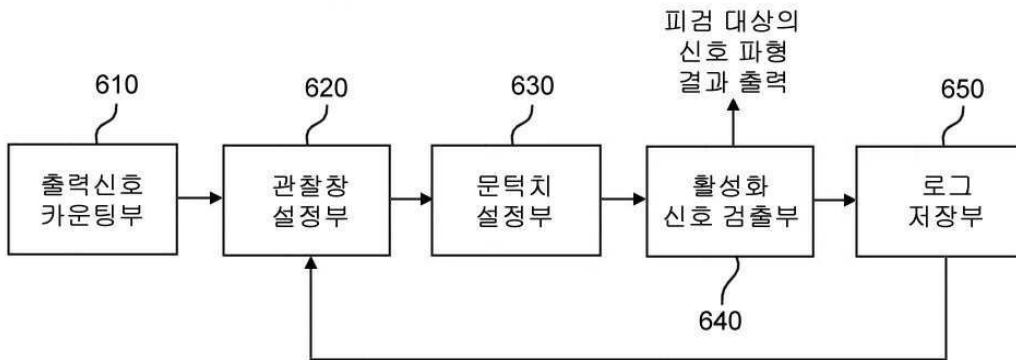 피검 대상의
신호 파형
결과 출력
610
620
630
650
출력신호
카운팅부
관찰창
설정부
문턱치
설정부
활성화
신호 검출부
로그
저장부
640